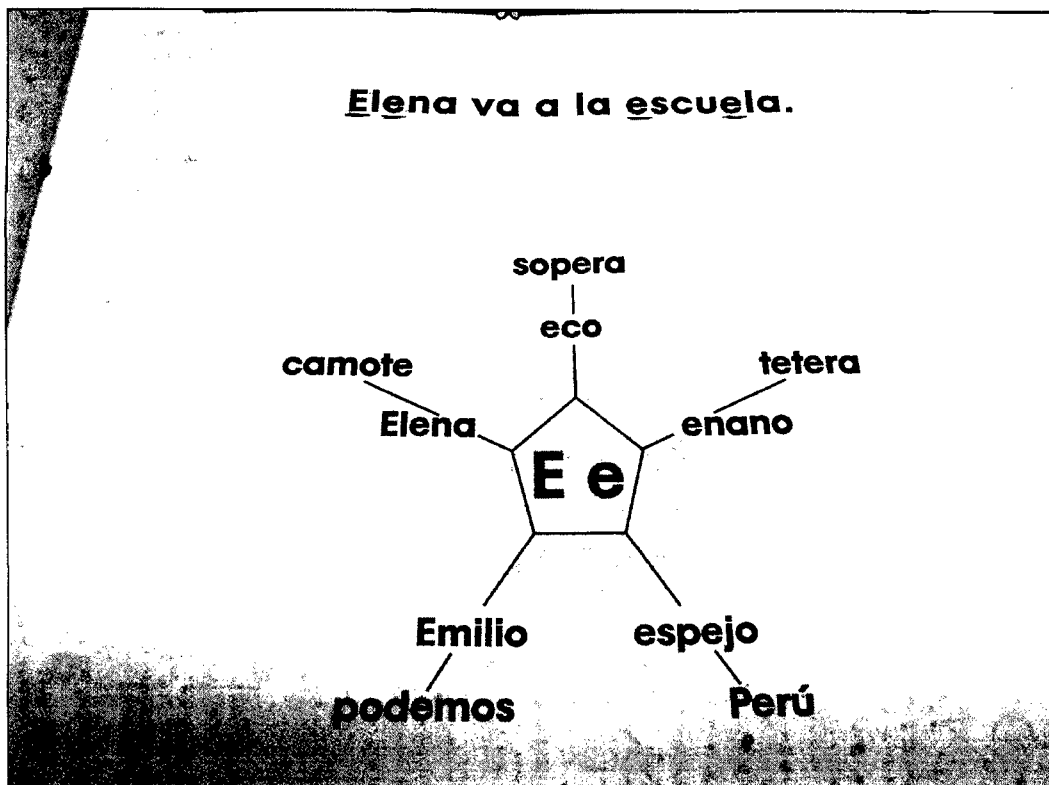 Elena va a la escuela.
sopera
eco
camote
tetera
Elena
enano
E e
Emilio
espejo
podemos
Perú